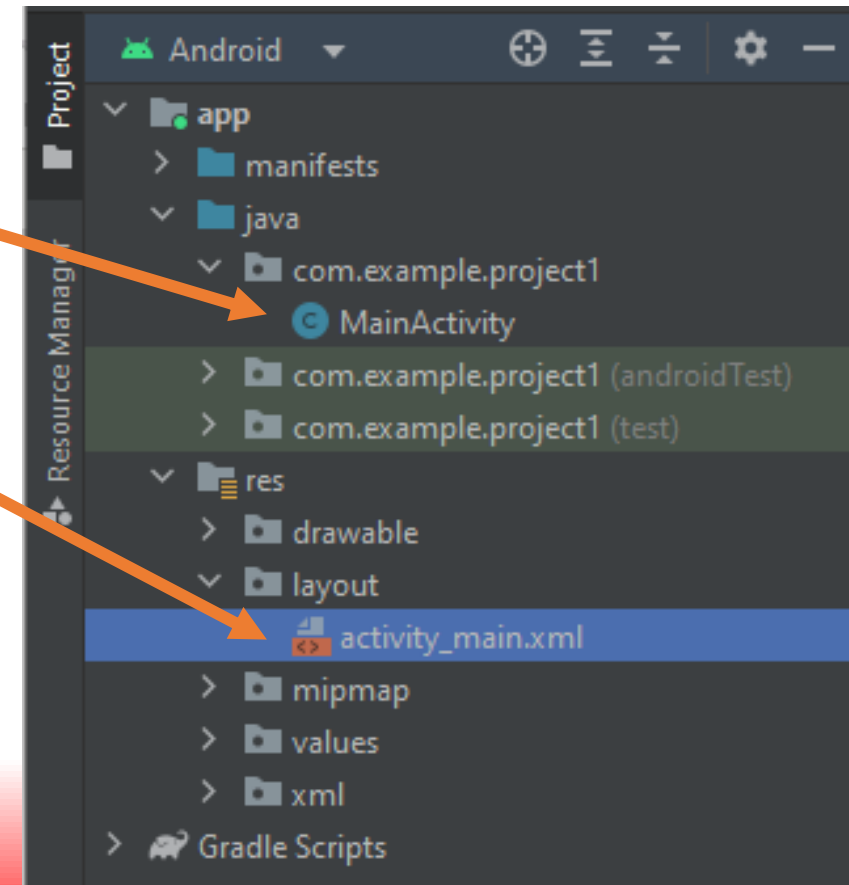 Project
Resource Manager
Android
app
manifests
java
com.example.project1
C MainActivity
com.example.project1 (androidTest)
com.example.project1 (test)
res
drawable
layout
<> activity_main.xml
mipmap
values
xml
Gradle Scripts